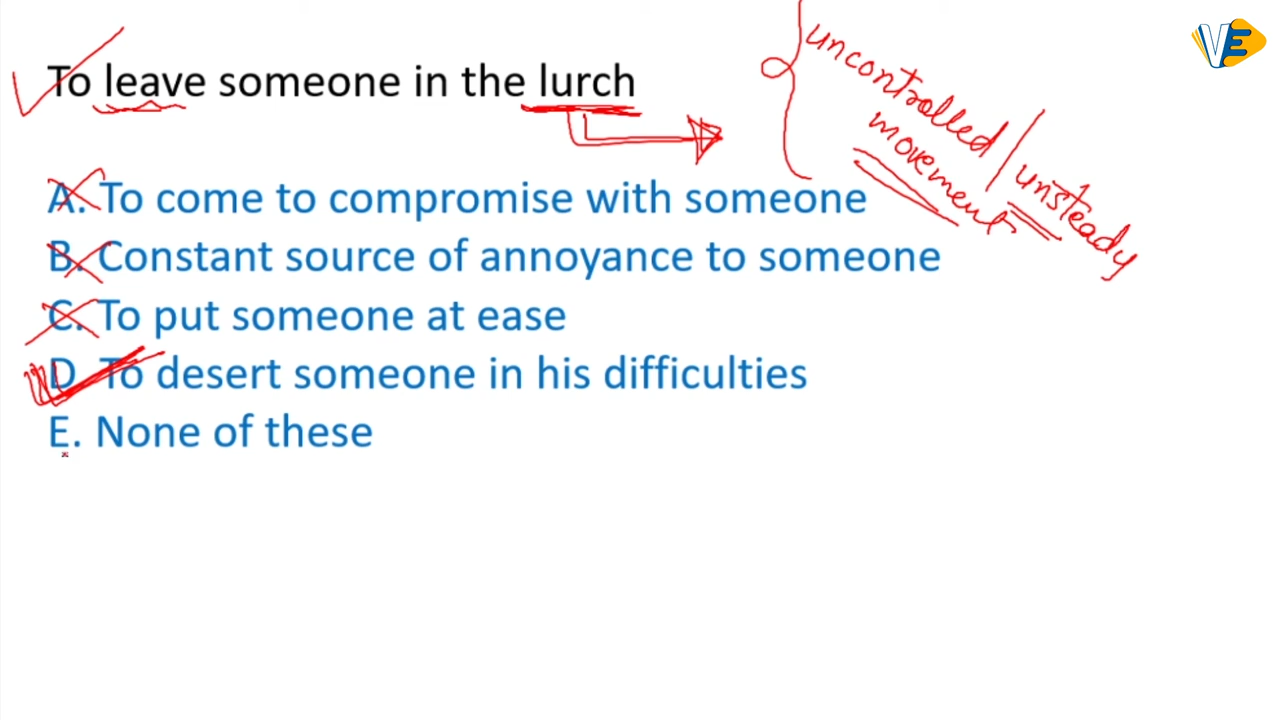 VE
To leave someone in the lurch
uncontrolled / unsteady
movement
A. To come to compromise with someone
B. Constant source of annoyance to someone
C. To put someone at ease
D. To desert someone in his difficulties
E. None of these